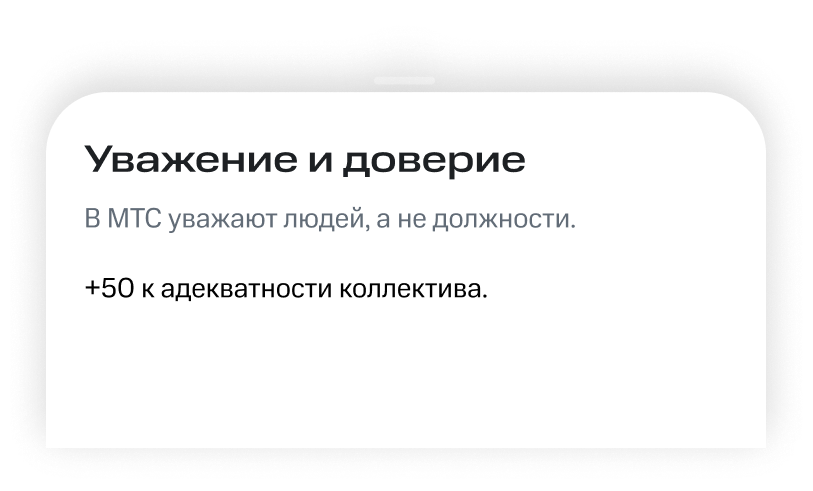 Уважение и доверие
В МТС уважают людей, а не должности.
+50 к адекватности коллектива.